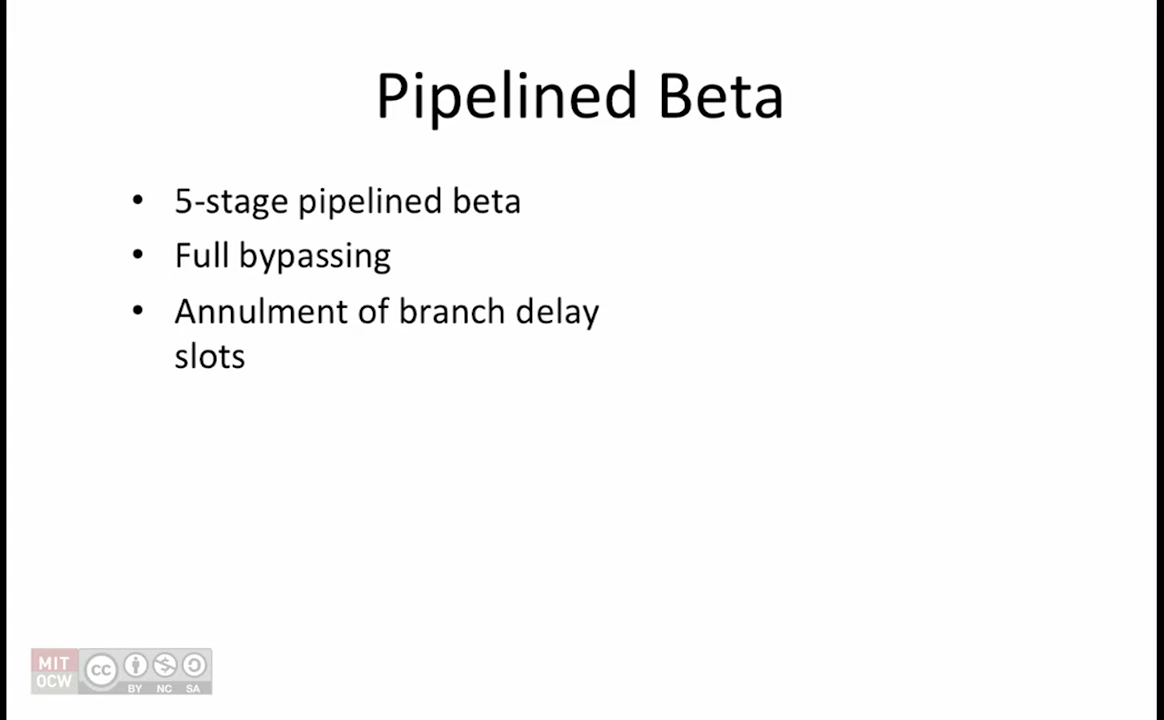 Pipelined Beta
• 5-stage pipelined beta
• Full bypassing
• Annulment of branch delay
slots
MIT
OCW
cc
BY NC SA